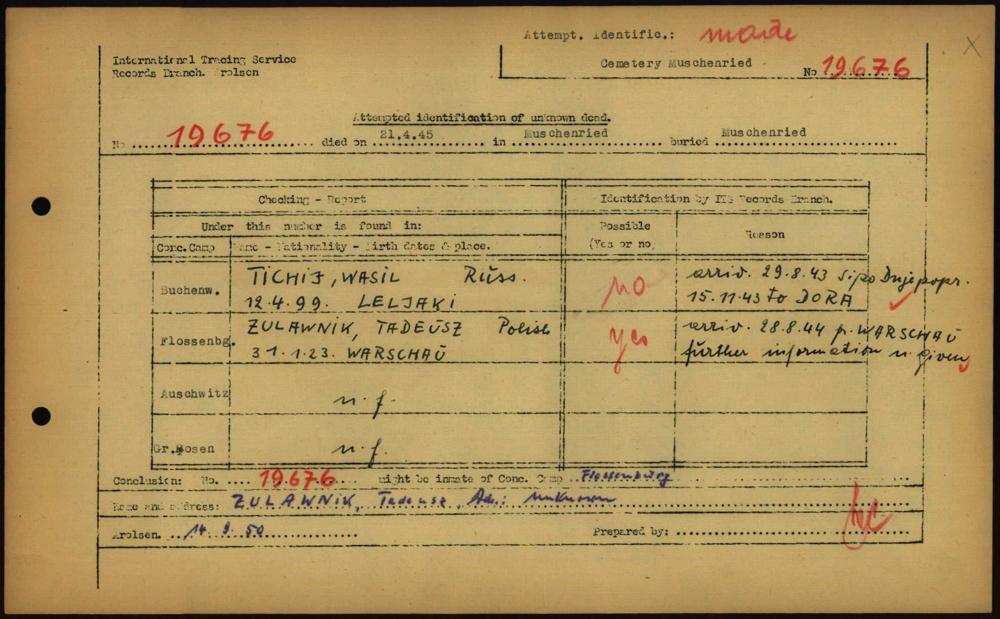 Attempt. Identific.: made
International Tracing Service
Records Branch. Arolsen
Cemetery Muschenried
No 19676
X
Attempted identification of unknown dead.
No 19676 died on 21.4.45 in Muschenried buried Muschenried
Checking - Report
Identification by ITS Records Branch.
Under this number is found in:
Possible
(Yes or no,
Reason
Conc.Camp
Name - Nationality - Birth dates & place.
Buchenw.
TICHIJ, WASIL Russ.
12.4.99. LELJAKI
no
arriv. 29.8.43 Sipo Dnjepopr.
15.11.43 to DORA
Flossenbg.
ZULAWNIK, TADEUSZ Polish
31.1.23. WARSCHAU
yes
arriv. 28.8.44 p. WARSCHAU
further information n. given
Auschwitz
n. f.
Gr.Rosen
n. f.
Conclusion: No. 19676 might be inmate of Conc. Camp Flossenburg
Name and address: ZULAWNIK, Tadeusz, Ad.: unknown
Arolsen. 14 9. 50 Prepared by: